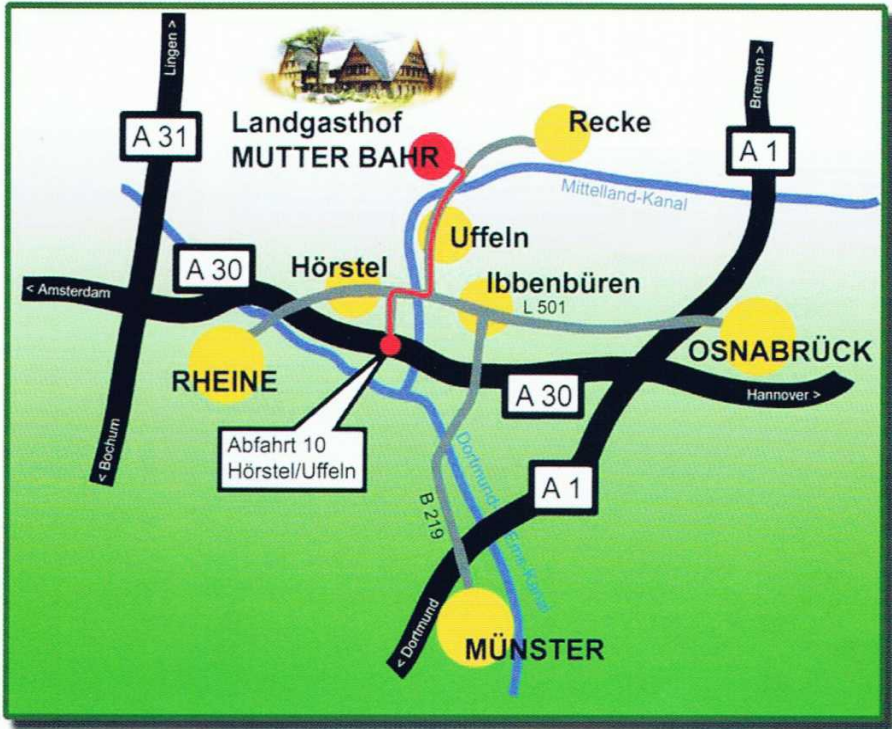 Lingen >
Bremen >
A 31
Landgasthof
MUTTER BAHR
Recke
A 1
Mittelland-Kanal
Uffeln
A 30
Hörstel
Ibbenbüren
L 501
< Amsterdam
OSNABRÜCK
RHEINE
A 30
Hannover >
Abfahrt 10
Hörstel/Uffeln
< Bochum
Dortmund-Ems-Kanal
A 1
B 219
< Dortmund
MÜNSTER